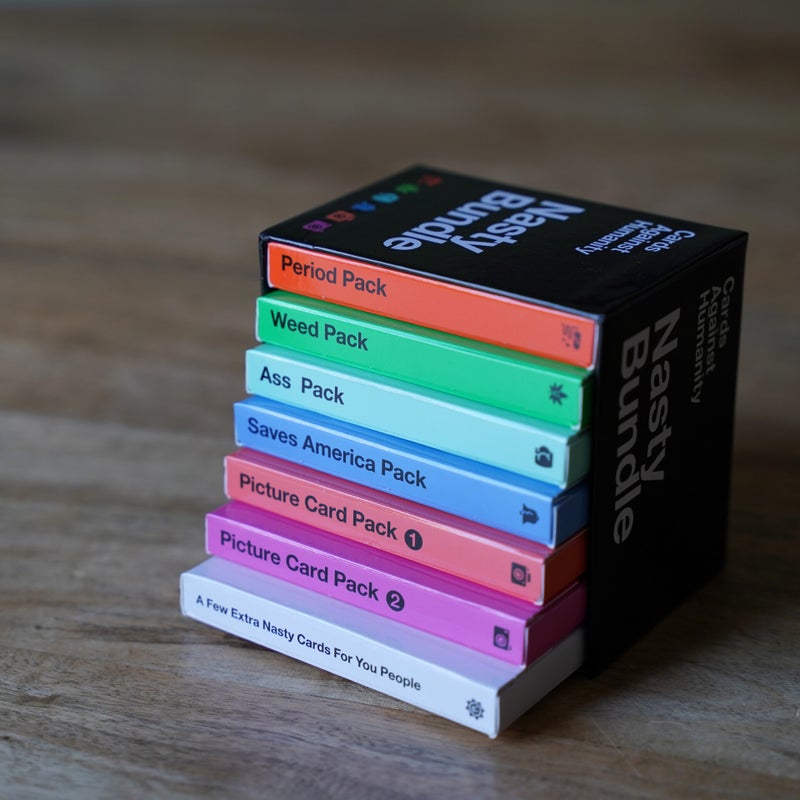 Cards
Against
Humanity
Nasty
Bundle
Cards
Against
Humanity
Nasty
Bundle
Period Pack
Weed Pack
Ass Pack
Saves America Pack
Picture Card Pack 1
Picture Card Pack 2
A Few Extra Nasty Cards For You People